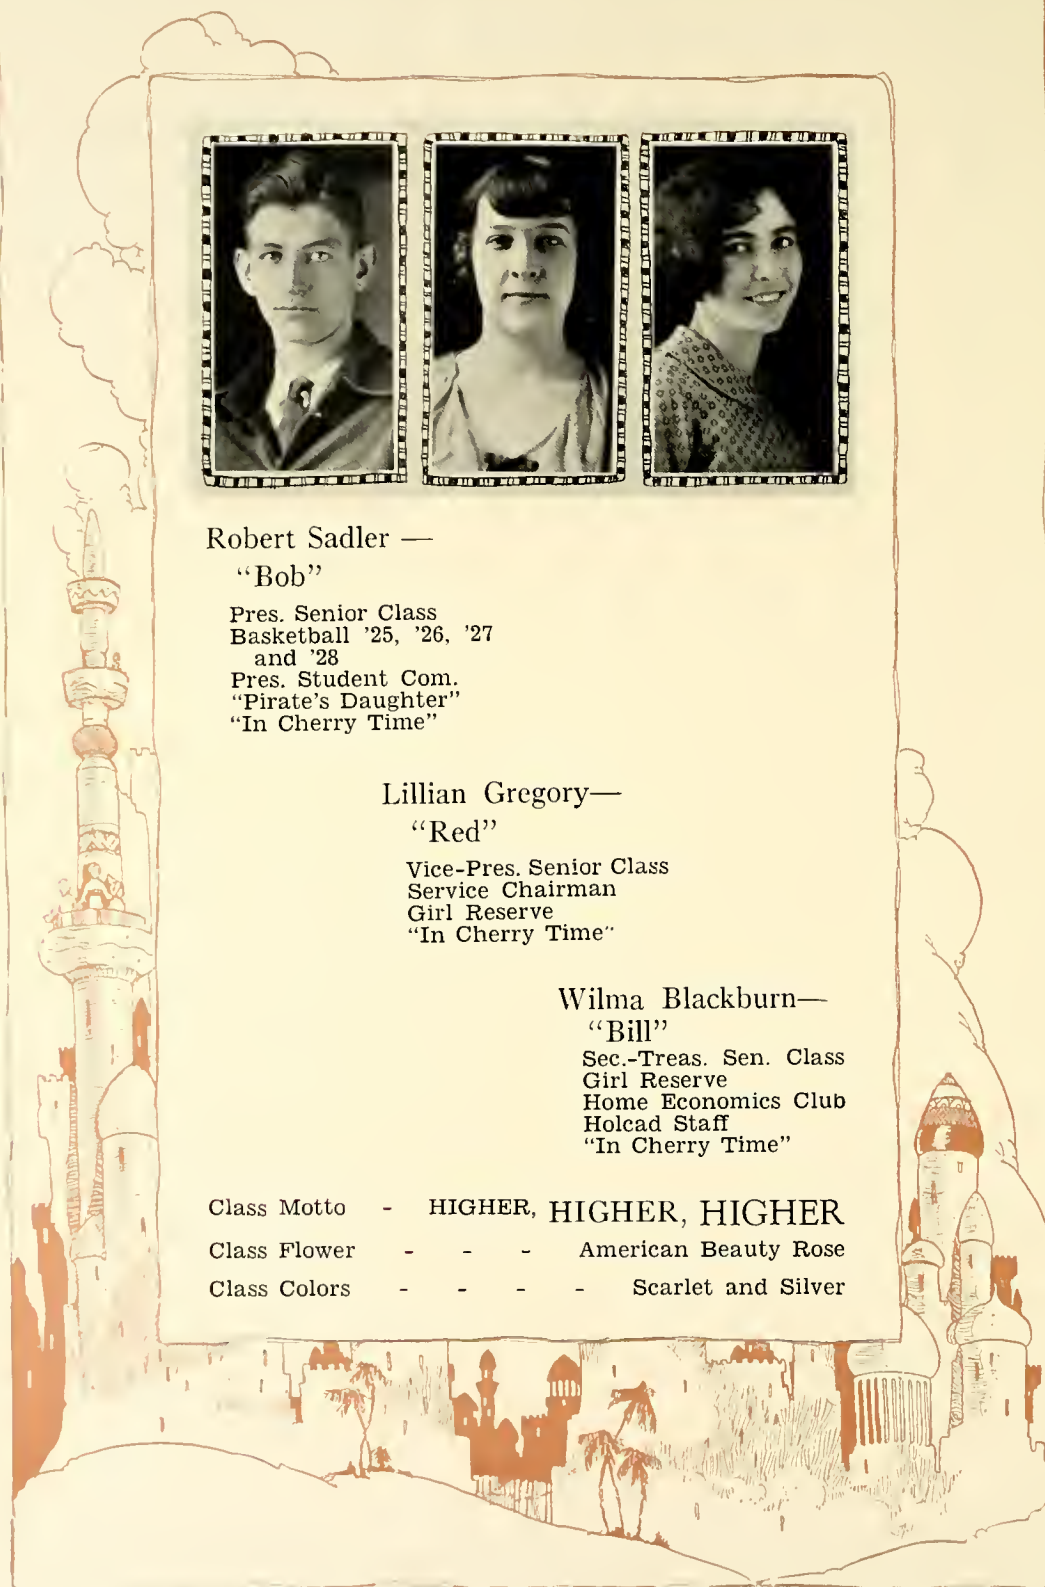 Robert Sadler —
"Bob"
Pres. Senior Class
Basketball '25, '26, '27
and '28
Pres. Student Com.
"Pirate's Daughter"
"In Cherry Time"
Lillian Gregory—
"Red"
Vice-Pres. Senior Class
Service Chairman
Girl Reserve
"In Cherry Time"
Wilma Blackburn—
"Bill"
Sec.-Treas. Sen. Class
Girl Reserve
Home Economics Club
Holcad Staff
"In Cherry Time"
Class Motto - HIGHER, HIGHER, HIGHER
Class Flower - - - American Beauty Rose
Class Colors - - - - Scarlet and Silver